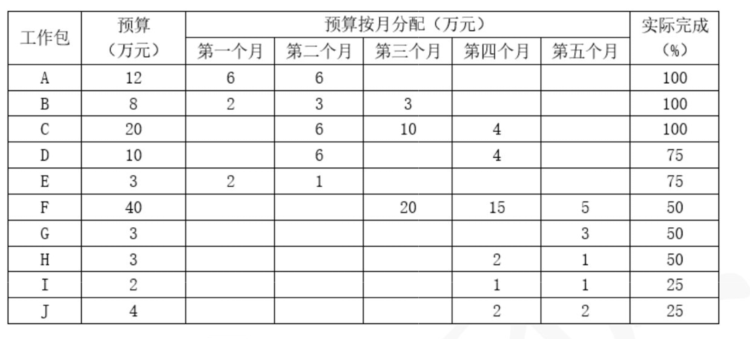 工作包 预算 (万元) 预算按月分配（万元） 实际完成 (%)
第一个月 第二个月 第三个月 第四个月 第五个月
A 12 6 6 100
B 8 2 3 3 100
C 20 6 10 4 100
D 10 6 4 75
E 3 2 1 75
F 40 20 15 5 50
G 3 3 50
H 3 2 1 50
I 2 1 1 25
J 4 2 2 25